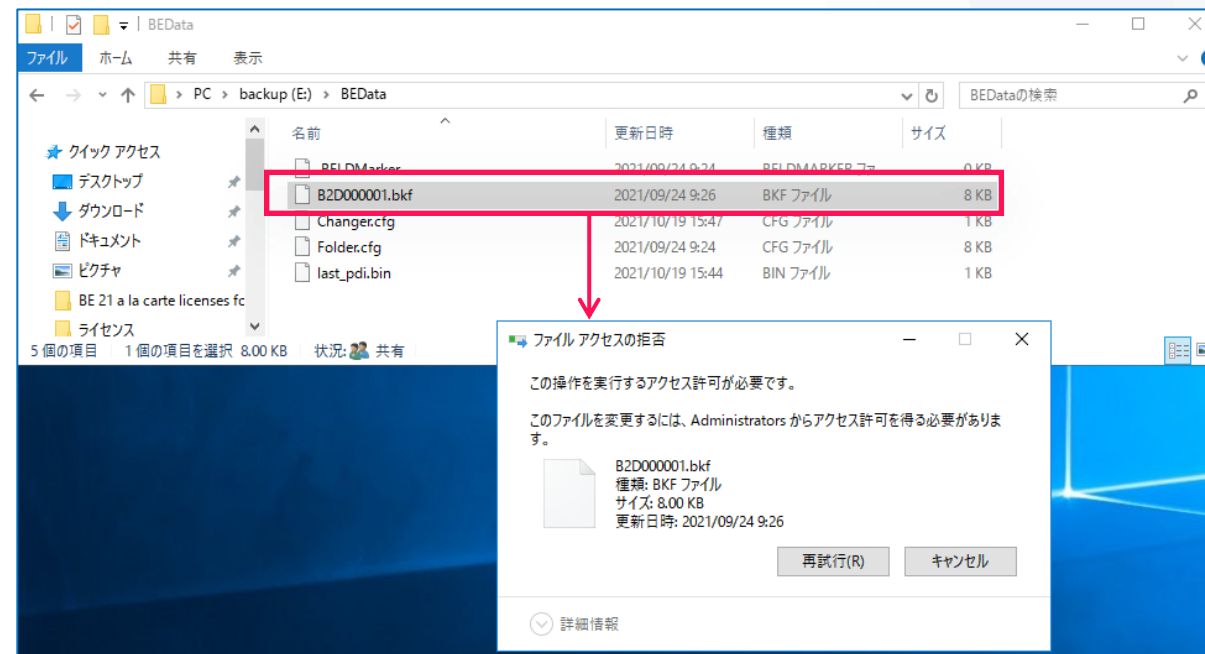 BEData
ファイル ホーム 共有 表示
PC > backup (E:) > BEData BEDataの検索
名前 更新日時 種類 サイズ
クイック アクセス
デスクトップ
ダウンロード
ドキュメント
ピクチャ
BE 21 a la carte licenses fc
ライセンス
BELDMarker 2021/09/24 9:24 BELDMARKER ファ 0 KB
B2D000001.bkf 2021/09/24 9:26 BKF ファイル 8 KB
Changer.cfg 2021/10/19 15:47 CFG ファイル 1 KB
Folder.cfg 2021/09/24 9:24 CFG ファイル 8 KB
last_pdi.bin 2021/10/19 15:44 BIN ファイル 1 KB
5 個の項目 1 個の項目を選択 8.00 KB 状況: 共有
ファイル アクセスの拒否
この操作を実行するアクセス許可が必要です。
このファイルを変更するには、Administrators からアクセス許可を得る必要がありま
す。
B2D000001.bkf
種類: BKF ファイル
サイズ: 8.00 KB
更新日時: 2021/09/24 9:26
再試行(R) キャンセル
詳細情報